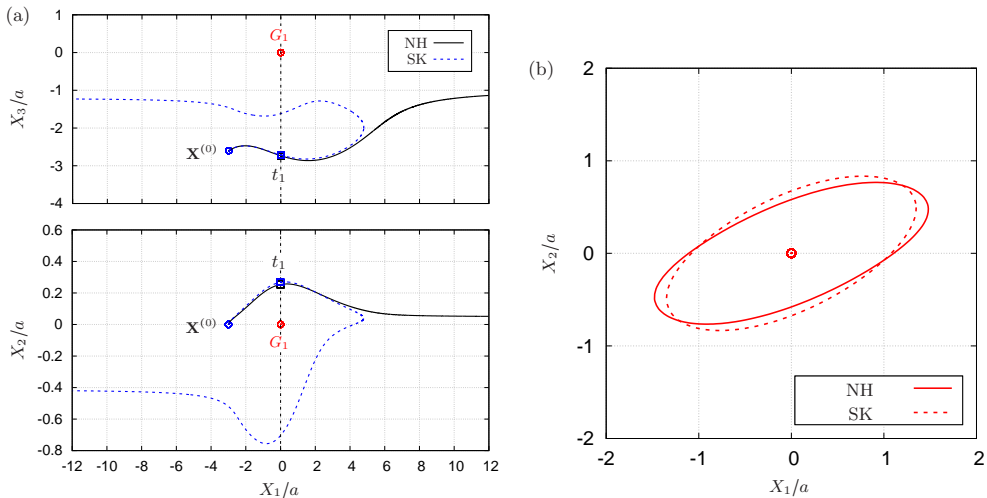 (a)
1
0
-1
-2
-3
-4
X₃/a
G₁
NH
SK
X⁽⁰⁾
t₁
0.6
0.4
0.2
0
0.2
-0.4
-0.6
-0.8
X₂/a
t₁
X⁽⁰⁾
G₁
-12 -10 -8 -6 -4 -2 0 2 4 6 8 10 12
X₁/a
(b)
2
1
0
-1
-2
X₂/a
NH
SK
-2 -1 0 1 2
X₁/a